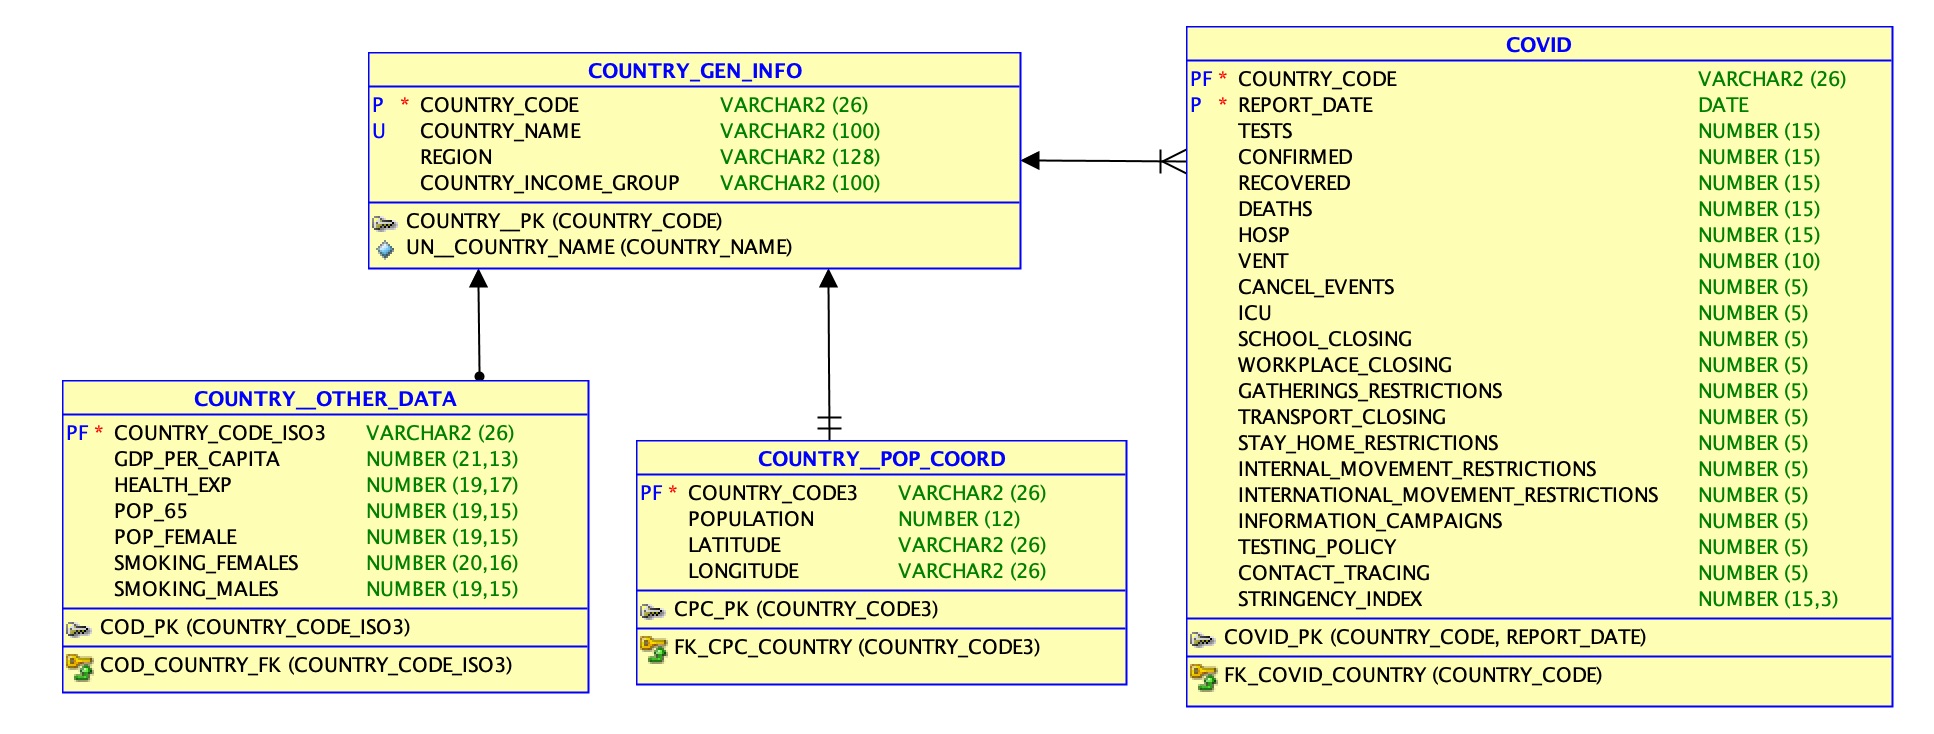 COUNTRY_GEN_INFO
P * COUNTRY_CODE VARCHAR2 (26)
U COUNTRY_NAME VARCHAR2 (100)
REGION VARCHAR2 (128)
COUNTRY_INCOME_GROUP VARCHAR2 (100)
COUNTRY__PK (COUNTRY_CODE)
UN__COUNTRY_NAME (COUNTRY_NAME)
COUNTRY__OTHER_DATA
PF * COUNTRY_CODE_ISO3 VARCHAR2 (26)
GDP_PER_CAPITA NUMBER (21,13)
HEALTH_EXP NUMBER (19,17)
POP_65 NUMBER (19,15)
POP_FEMALE NUMBER (19,15)
SMOKING_FEMALES NUMBER (20,16)
SMOKING_MALES NUMBER (19,15)
COD_PK (COUNTRY_CODE_ISO3)
COD_COUNTRY_FK (COUNTRY_CODE_ISO3)
COUNTRY__POP_COORD
PF * COUNTRY_CODE3 VARCHAR2 (26)
POPULATION NUMBER (12)
LATITUDE VARCHAR2 (26)
LONGITUDE VARCHAR2 (26)
CPC_PK (COUNTRY_CODE3)
FK_CPC_COUNTRY (COUNTRY_CODE3)
COVID
PF * COUNTRY_CODE VARCHAR2 (26)
P * REPORT_DATE DATE
TESTS NUMBER (15)
CONFIRMED NUMBER (15)
RECOVERED NUMBER (15)
DEATHS NUMBER (15)
HOSP NUMBER (15)
VENT NUMBER (10)
CANCEL_EVENTS NUMBER (5)
ICU NUMBER (5)
SCHOOL_CLOSING NUMBER (5)
WORKPLACE_CLOSING NUMBER (5)
GATHERINGS_RESTRICTIONS NUMBER (5)
TRANSPORT_CLOSING NUMBER (5)
STAY_HOME_RESTRICTIONS NUMBER (5)
INTERNAL_MOVEMENT_RESTRICTIONS NUMBER (5)
INTERNATIONAL_MOVEMENT_RESTRICTIONS NUMBER (5)
INFORMATION_CAMPAIGNS NUMBER (5)
TESTING_POLICY NUMBER (5)
CONTACT_TRACING NUMBER (5)
STRINGENCY_INDEX NUMBER (15,3)
COVID_PK (COUNTRY_CODE, REPORT_DATE)
FK_COVID_COUNTRY (COUNTRY_CODE)